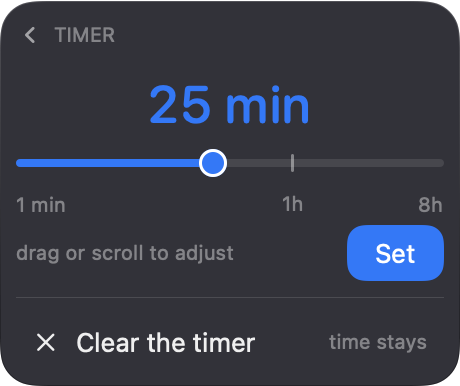 TIMER
25 min
1 min 1h 8h
drag or scroll to adjust Set
Clear the timer time stays